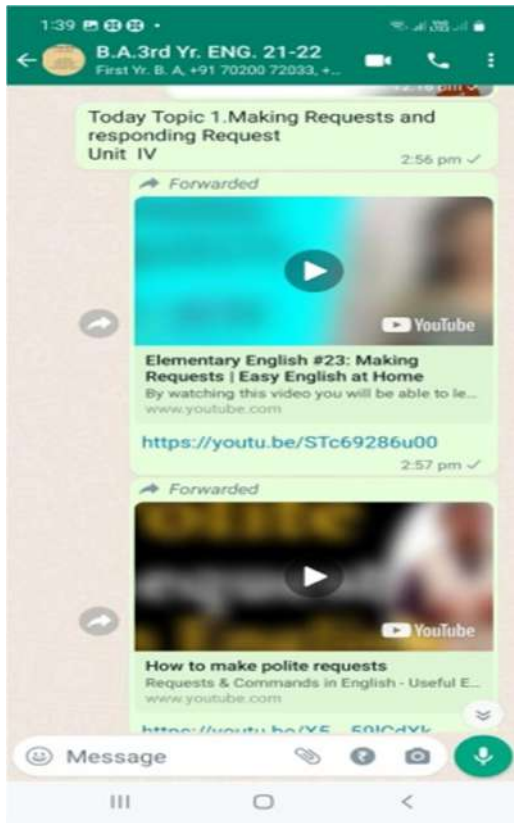 1:39
B.A.3rd Yr. ENG. 21-22
First Yr. B. A, +91 70200 72033, +...
Today Topic 1.Making Requests and
responding Request
Unit IV
2:56 pm
Forwarded
YouTube
Elementary English #23: Making
Requests | Easy English at Home
By watching this video you will be able to le...
www.youtube.com
https://youtu.be/STc69286u00
2:57 pm
Forwarded
olite
equest
YouTube
How to make polite requests
Requests & Commands in English - Useful E...
www.youtube.com
Message